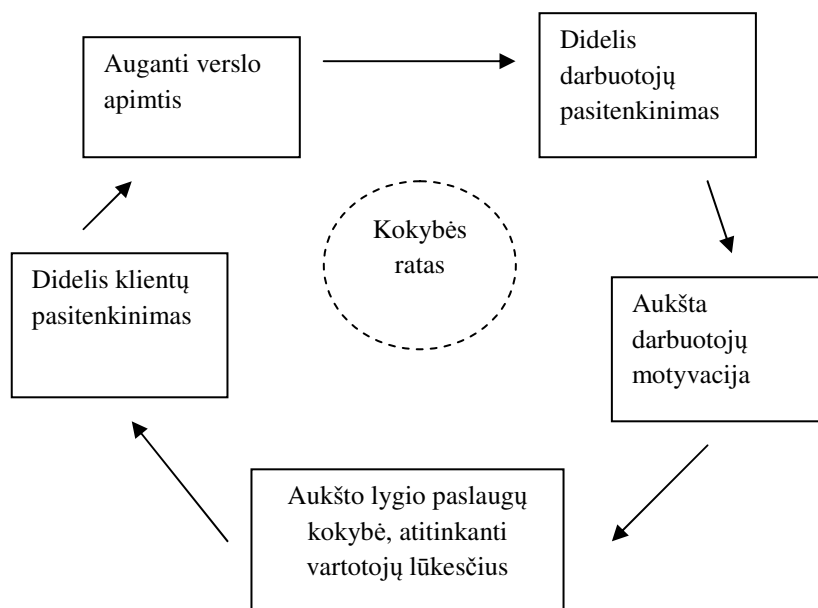 Auganti verslo
apimtis
Didelis
darbuotojų
pasitenkinimas
Kokybės
ratas
Didelis klientų
pasitenkinimas
Aukšta
darbuotojų
motyvacija
Aukšto lygio paslaugų
kokybė, atitinkanti
vartotojų lūkesčius